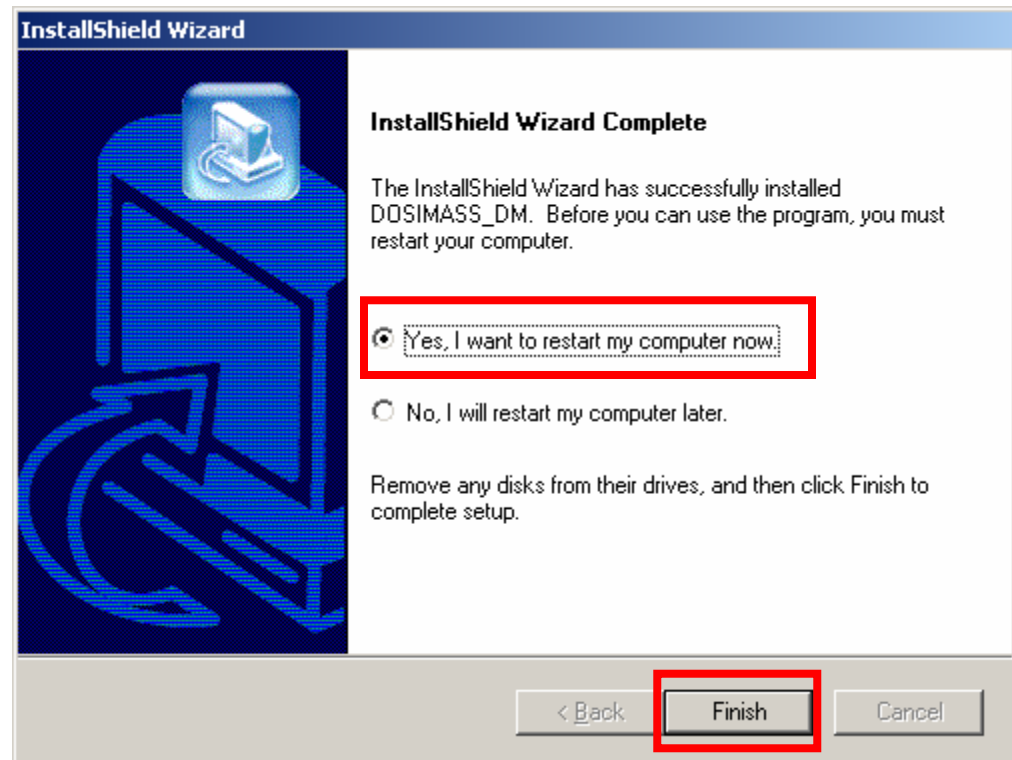 InstallShield Wizard
InstallShield Wizard Complete
The InstallShield Wizard has successfully installed
DOSIMASS_DM. Before you can use the program, you must
restart your computer.
Yes, I want to restart my computer now.
No, I will restart my computer later.
Remove any disks from their drives, and then click Finish to
complete setup.
< Back
Finish
Cancel